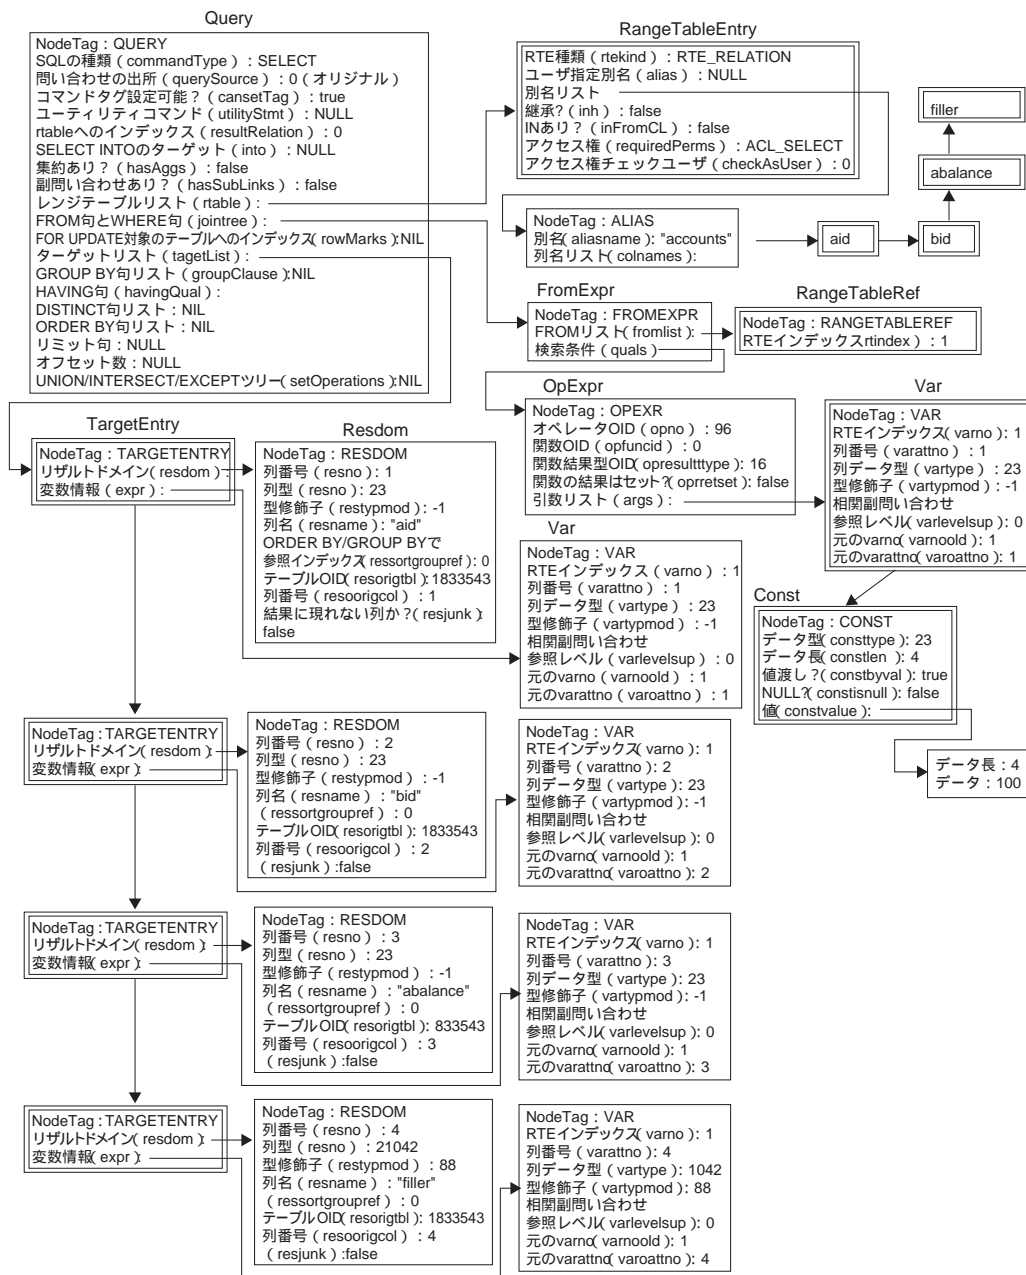 Query
NodeTag：QUERY
SQLの種類（commandType）：SELECT
問い合わせの出所（querySource）：0（オリジナル）
コマンドタグ設定可能？（cansetTag）：true
ユーティリティコマンド（utilityStmt）：NULL
rtableへのインデックス（resultRelation）：0
SELECT INTOのターゲット（into）：NULL
集約あり？（hasAggs）：false
副問い合わせあり？（hasSubLinks）：false
レンジテーブルリスト（rtable）：
FROM句とWHERE句（jointree）：
FOR UPDATE対象のテーブルへのインデックス（rowMarks）：NIL
ターゲットリスト（tagetList）：
GROUP BY句リスト（groupClause）：NIL
HAVING句（havingQual）：
DISTINCT句リスト：NIL
ORDER BY句リスト：NIL
リミット句：NULL
オフセット数：NULL
UNION/INTERSECT/EXCEPTツリー（setOperations）：NIL
RangeTableEntry
RTE種類（rtekind）：RTE_RELATION
ユーザ指定別名（alias）：NULL
別名リスト
継承？（inh）：false
INあり？（inFromCL）：false
アクセス権（requiredPerms）：ACL_SELECT
アクセス権チェックユーザ（checkAsUser）：0
filler
abalance
NodeTag：ALIAS
別名（aliasname）："accounts"
列名リスト（colnames）：
aid
bid
FromExpr
NodeTag：FROMEXPR
FROMリスト（fromlist）：
検索条件（quals）
RangeTableRef
NodeTag：RANGETABLEREF
RTEインデックスrtindex）：1
OpExpr
NodeTag：OPEXR
オペレータOID（opno）：96
関数OID（opfuncid）：0
関数結果型OID（opresultttype）：16
関数の結果はセット？（oprretset）：false
引数リスト（args）：
Var
NodeTag：VAR
RTEインデックス（varno）：1
列番号（varattno）：1
列データ型（vartype）：23
型修飾子（vartypmod）：-1
相関副問い合わせ
参照レベル（varlevelsup）：0
元のvarno（varnoold）：1
元のvarattno（varoattno）：1
Const
NodeTag：CONST
データ型（consttype）：23
データ長（constlen）：4
値渡し？（constbyval）：true
NULL？（constisnull）：false
値（constvalue）：
データ長：4
データ：100
TargetEntry
NodeTag：TARGETENTRY
リザルトドメイン（resdom）：
変数情報（expr）：
Resdom
NodeTag：RESDOM
列番号（resno）：1
列型（resno）：23
型修飾子（restypmod）：-1
列名（resname）："aid"
ORDER BY/GROUP BYで
参照インデックス（ressortgroupref）：0
テーブルOID（resorigtbl）：1833543
列番号（resoorigcol）：1
結果に現れない列か？（resjunk）：
false
Var
NodeTag：VAR
RTEインデックス（varno）：1
列番号（varattno）：1
列データ型（vartype）：23
型修飾子（vartypmod）：-1
相関副問い合わせ
参照レベル（varlevelsup）：0
元のvarno（varnoold）：1
元のvarattno（varoattno）：1
NodeTag：TARGETENTRY
リザルトドメイン（resdom）：
変数情報（expr）：
NodeTag：RESDOM
列番号（resno）：2
列型（resno）：23
型修飾子（restypmod）：-1
列名（resname）："bid"
（ressortgroupref）：0
テーブルOID（resorigtbl）：1833543
列番号（resoorigcol）：2
（resjunk）：false
NodeTag：VAR
RTEインデックス（varno）：1
列番号（varattno）：2
列データ型（vartype）：23
型修飾子（vartypmod）：-1
相関副問い合わせ
参照レベル（varlevelsup）：0
元のvarno（varnoold）：1
元のvarattno（varoattno）：2
NodeTag：TARGETENTRY
リザルトドメイン（resdom）：
変数情報（expr）：
NodeTag：RESDOM
列番号（resno）：3
列型（resno）：23
型修飾子（restypmod）：-1
列名（resname）："abalance"
（ressortgroupref）：0
テーブルOID（resorigtbl）：833543
列番号（resoorigcol）：3
（resjunk）：false
NodeTag：VAR
RTEインデックス（varno）：1
列番号（varattno）：3
列データ型（vartype）：23
型修飾子（vartypmod）：-1
相関副問い合わせ
参照レベル（varlevelsup）：0
元のvarno（varnoold）：1
元のvarattno（varoattno）：3
NodeTag：TARGETENTRY
リザルトドメイン（resdom）：
変数情報（expr）：
NodeTag：RESDOM
列番号（resno）：4
列型（resno）：21042
型修飾子（restypmod）：88
列名（resname）："filler"
（ressortgroupref）：0
テーブルOID（resorigtbl）：1833543
列番号（resoorigcol）：4
（resjunk）：false
NodeTag：VAR
RTEインデックス（varno）：1
列番号（varattno）：4
列データ型（vartype）：1042
型修飾子（vartypmod）：88
相関副問い合わせ
参照レベル（varlevelsup）：0
元のvarno（varnoold）：1
元のvarattno（varoattno）：4